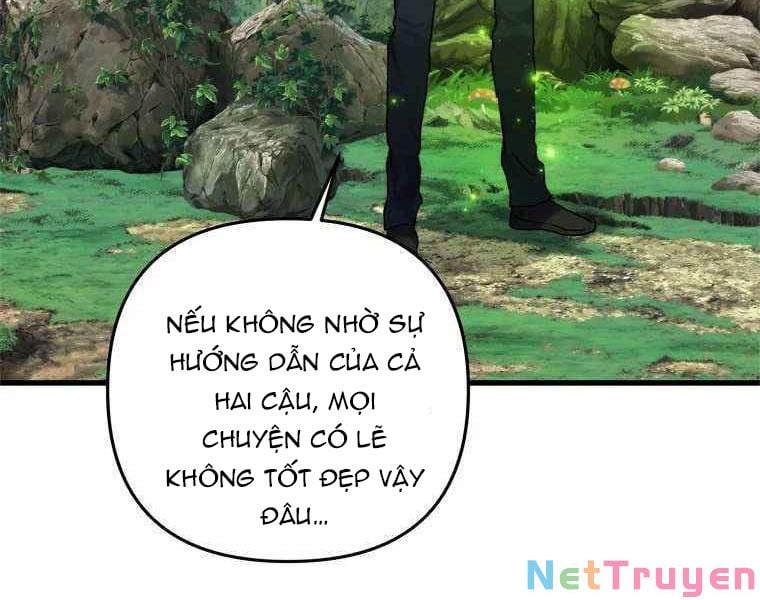 NẾU KHÔNG NHỜ SỰ
HƯỚNG DẪN CỦA CẢ
HAI CẬU, MỌI
CHUYỆN CÓ LẼ
KHÔNG TỐT ĐẸP VẬY
ĐÂU...
NetTruyen